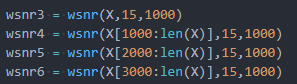 wsnr3 = wsnr(X,15,1000)
wsnr4 = wsnr(X[1000:len(X)],15,1000)
wsnr5 = wsnr(X[2000:len(X)],15,1000)
wsnr6 = wsnr(X[3000:len(X)],15,1000)